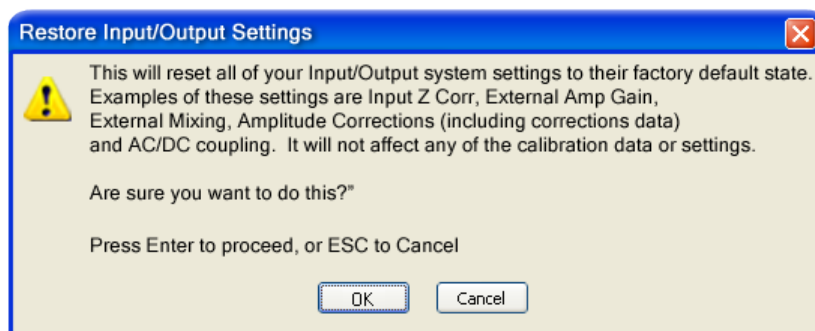 Restore Input/Output Settings
This will reset all of your Input/Output system settings to their factory default state.
Examples of these settings are Input Z Corr, External Amp Gain,
External Mixing, Amplitude Corrections (including corrections data)
and AC/DC coupling.  It will not affect any of the calibration data or settings.
Are sure you want to do this?”
Press Enter to proceed, or ESC to Cancel
OK
Cancel